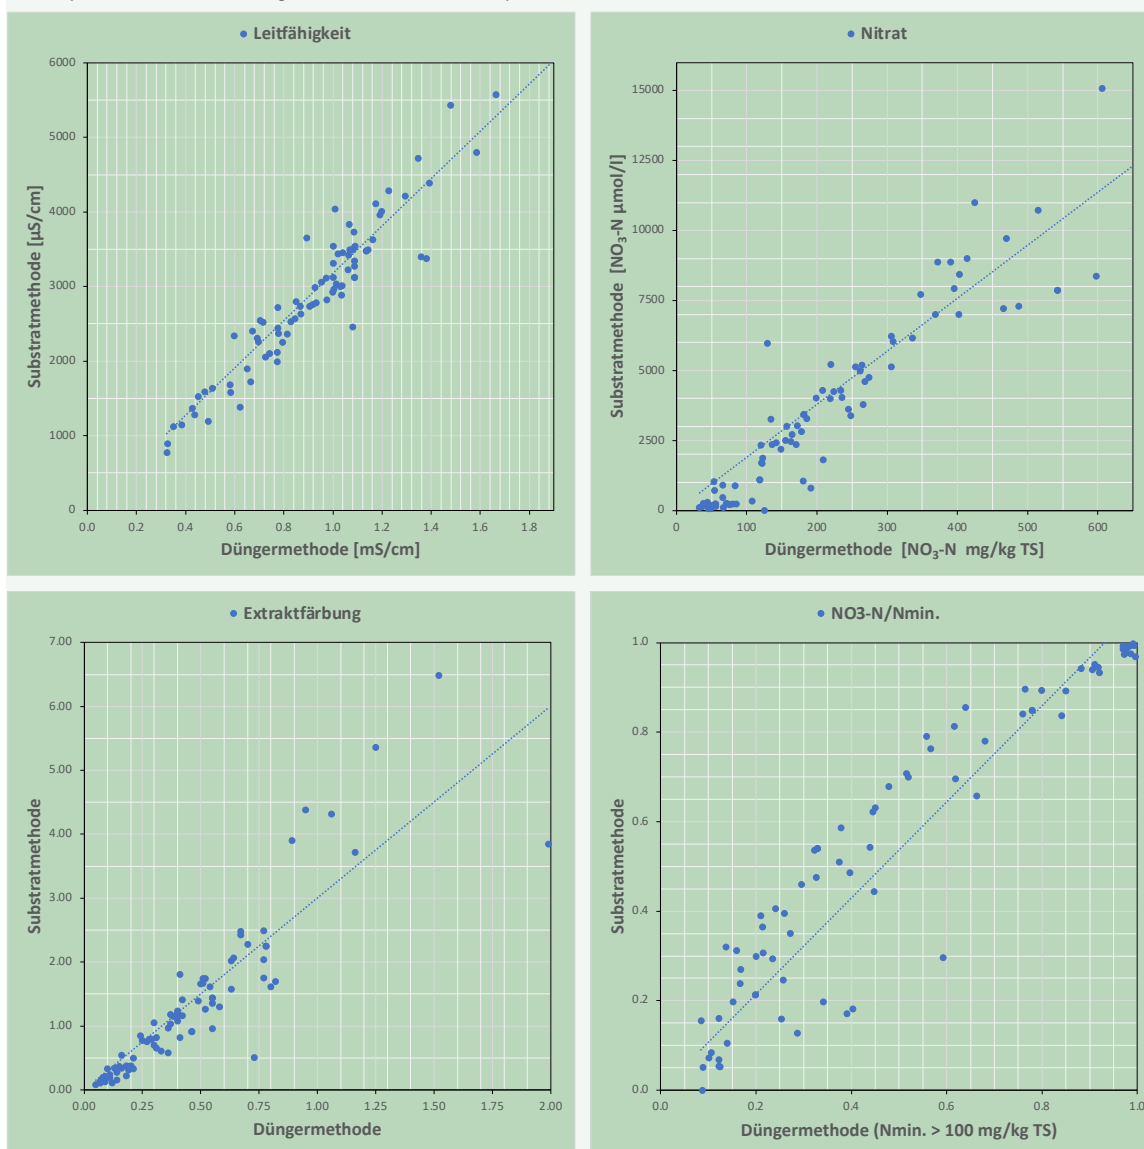 Leitfähigkeit
6000
5000
4000
3000
2000
1000
0
0.0 0.2 0.4 0.6 0.8 1.0 1.2 1.4 1.6 1.8
Substratmethode [µS/cm]
Düngermethode [mS/cm]
Nitrat
15000
12500
10000
7500
5000
2500
0
0 100 200 300 400 500 600
Substratmethode [NO₃-N µmol/l]
Düngermethode [NO₃-N mg/kg TS]
Extraktfärbung
7.00
6.00
5.00
4.00
3.00
2.00
1.00
0.00
0.00 0.25 0.50 0.75 1.00 1.25 1.50 1.75 2.00
Substratmethode
Düngermethode
NO3-N/Nmin.
1.0
0.8
0.6
0.4
0.2
0.0
0.0 0.2 0.4 0.6 0.8 1.0
Substratmethode
Düngermethode (Nmin. > 100 mg/kg TS)